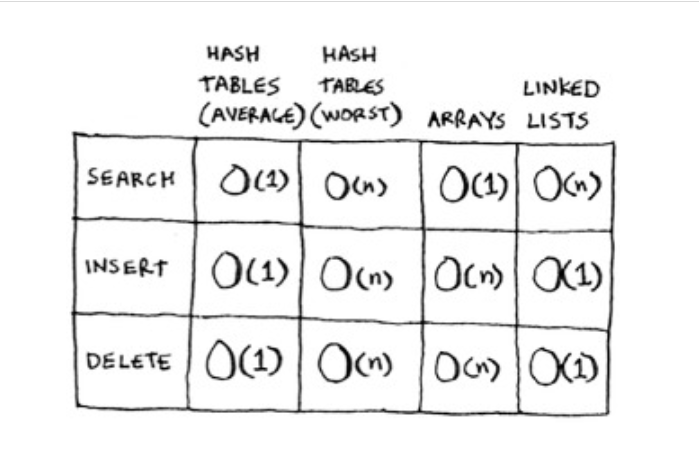 HASH TABLES (AVERAGE) HASH TABLES (WORST) ARRAYS LINKED LISTS
SEARCH O(1) O(n) O(1) O(n)
INSERT O(1) O(n) O(n) O(1)
DELETE O(1) O(n) O(n) O(1)